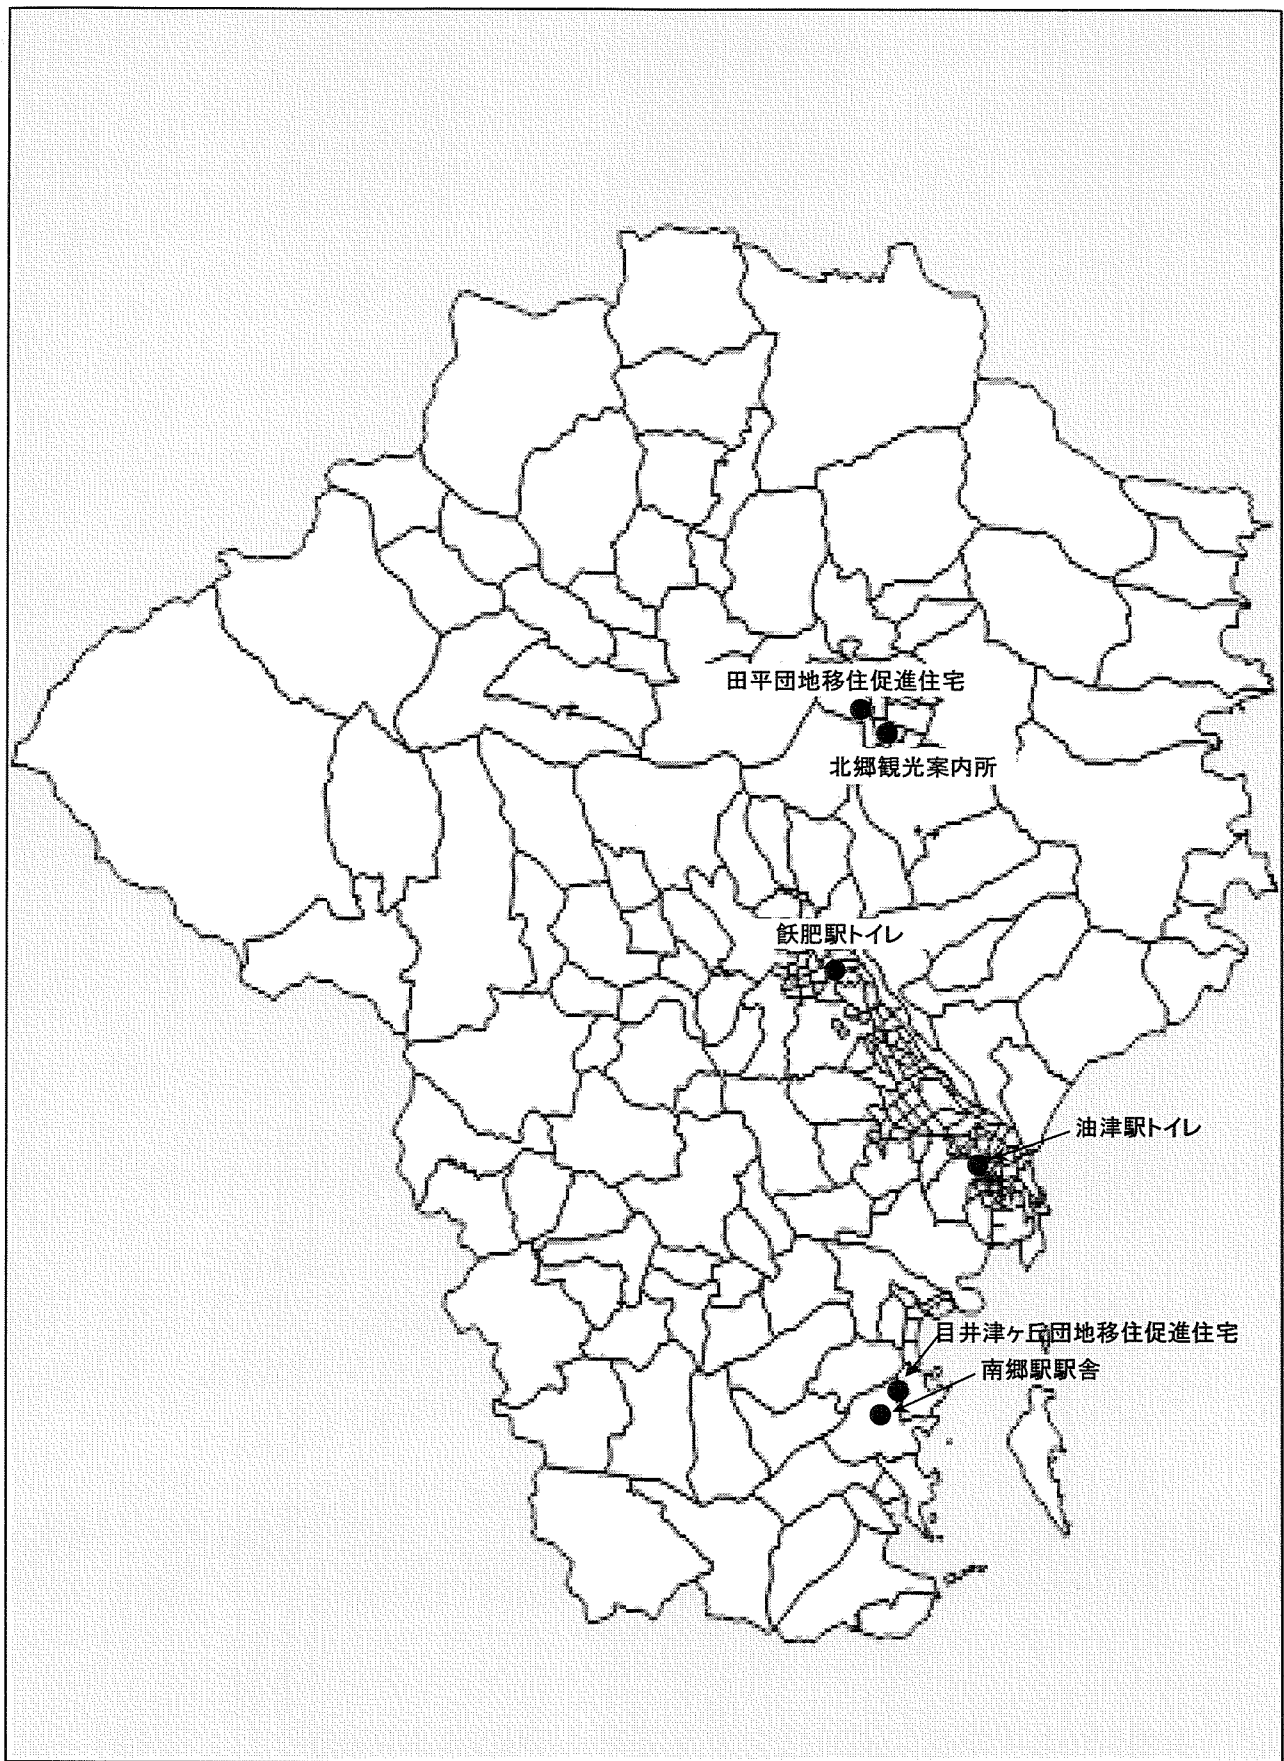 田平団地移住促進住宅
北郷観光案内所
飫肥駅トイレ
油津駅トイレ
目井津ヶ丘団地移住促進住宅
南郷駅駅舎